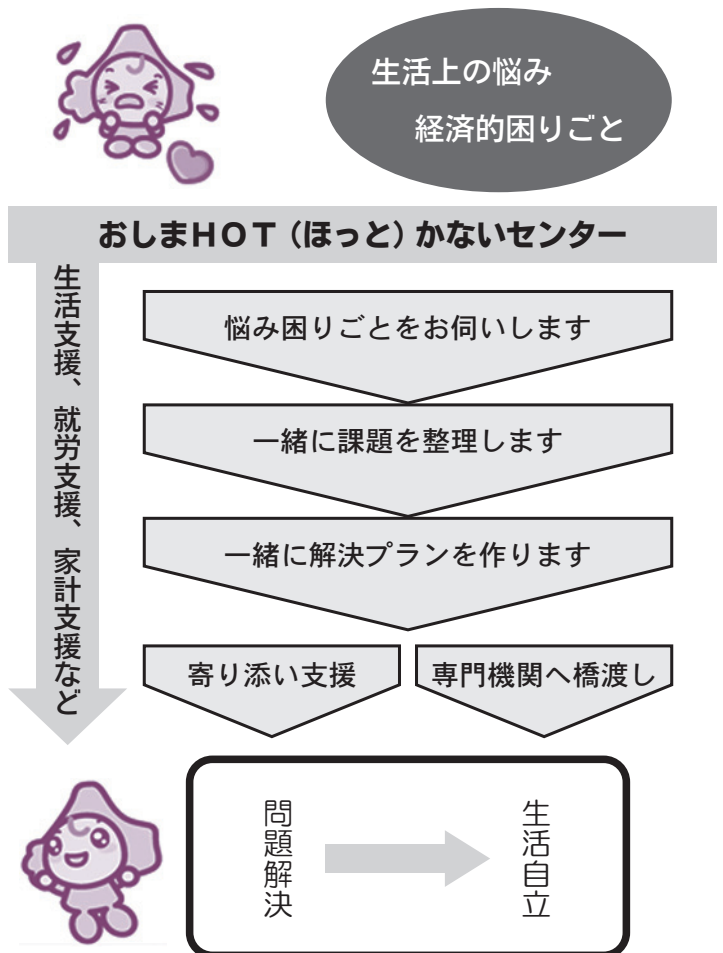 生活上の悩み
経済的困りごと
おしまHOT（ほっと）かないセンター
生活支援、就労支援、家計支援など
悩み困りごとをお伺いします
一緒に課題を整理します
一緒に解決プランを作ります
寄り添い支援
専門機関へ橋渡し
問題解決
生活自立